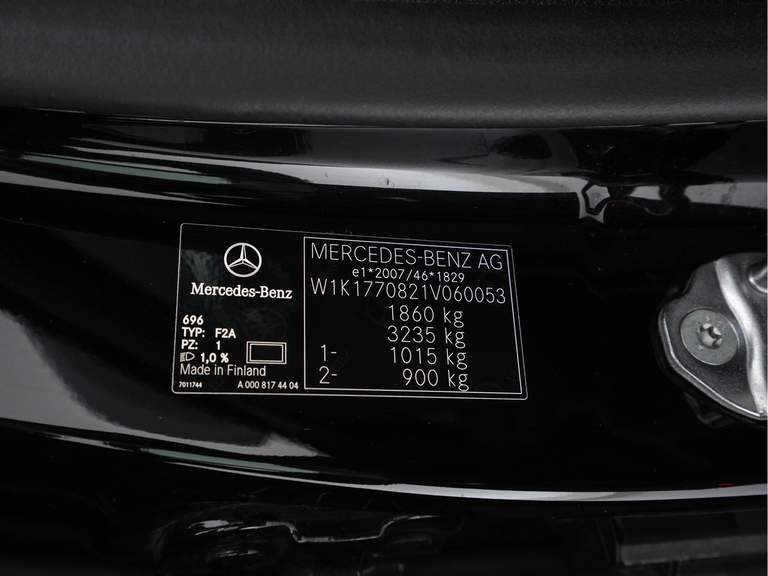 Mercedes-Benz
696
TYP: F2A
PZ: 1
1,0 %
Made in Finland
7011744 A 000 817 44 04
MERCEDES-BENZ AG
e1*2007/46*1829
W1K1770821V060053
1860 kg
3235 kg
1- 1015 kg
2- 900 kg